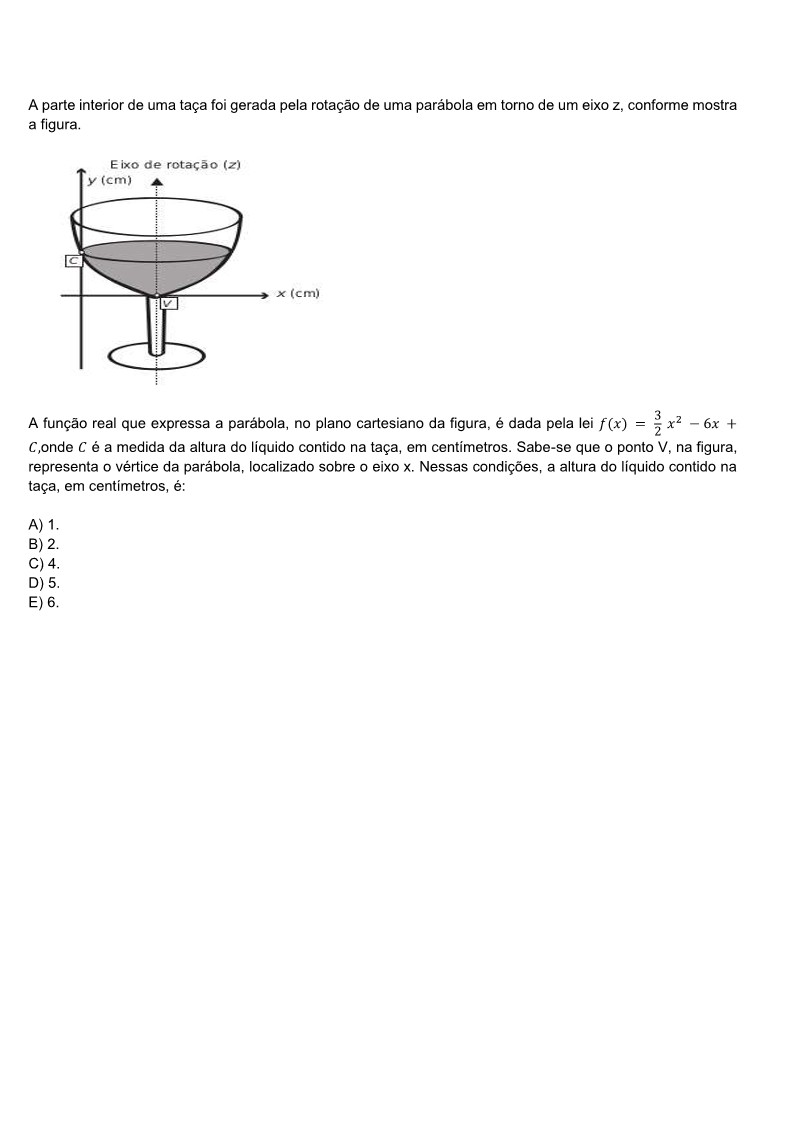 A parte interior de uma taça foi gerada pela rotação de uma parábola em torno de um eixo z, conforme mostra
a figura.
Eixo de rotação (z)
y (cm)
C
x (cm)
V
A função real que expressa a parábola, no plano cartesiano da figura, é dada pela lei f(x) = 3/2 x² − 6x +
C,onde C é a medida da altura do líquido contido na taça, em centímetros. Sabe-se que o ponto V, na figura,
representa o vértice da parábola, localizado sobre o eixo x. Nessas condições, a altura do líquido contido na
taça, em centímetros, é:
A) 1.
B) 2.
C) 4.
D) 5.
E) 6.